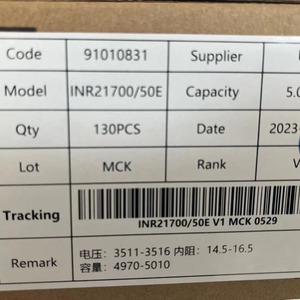 Code 91010831 Supplier
Model INR21700/50E Capacity 5.0
Qty 130PCS Date 2023-
Lot MCK Rank V
Tracking
INR21700/50E V1 MCK 0529
Remark 电压: 3511-3516 内阻: 14.5-16.5
容量: 4970-5010